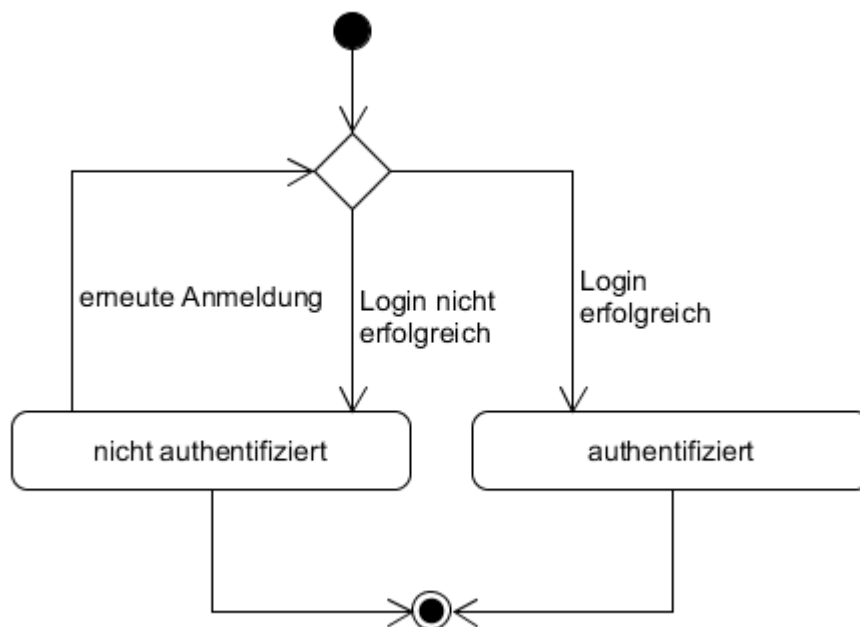 erneute Anmeldung
Login nicht
erfolgreich
Login
erfolgreich
nicht authentifiziert
authentifiziert